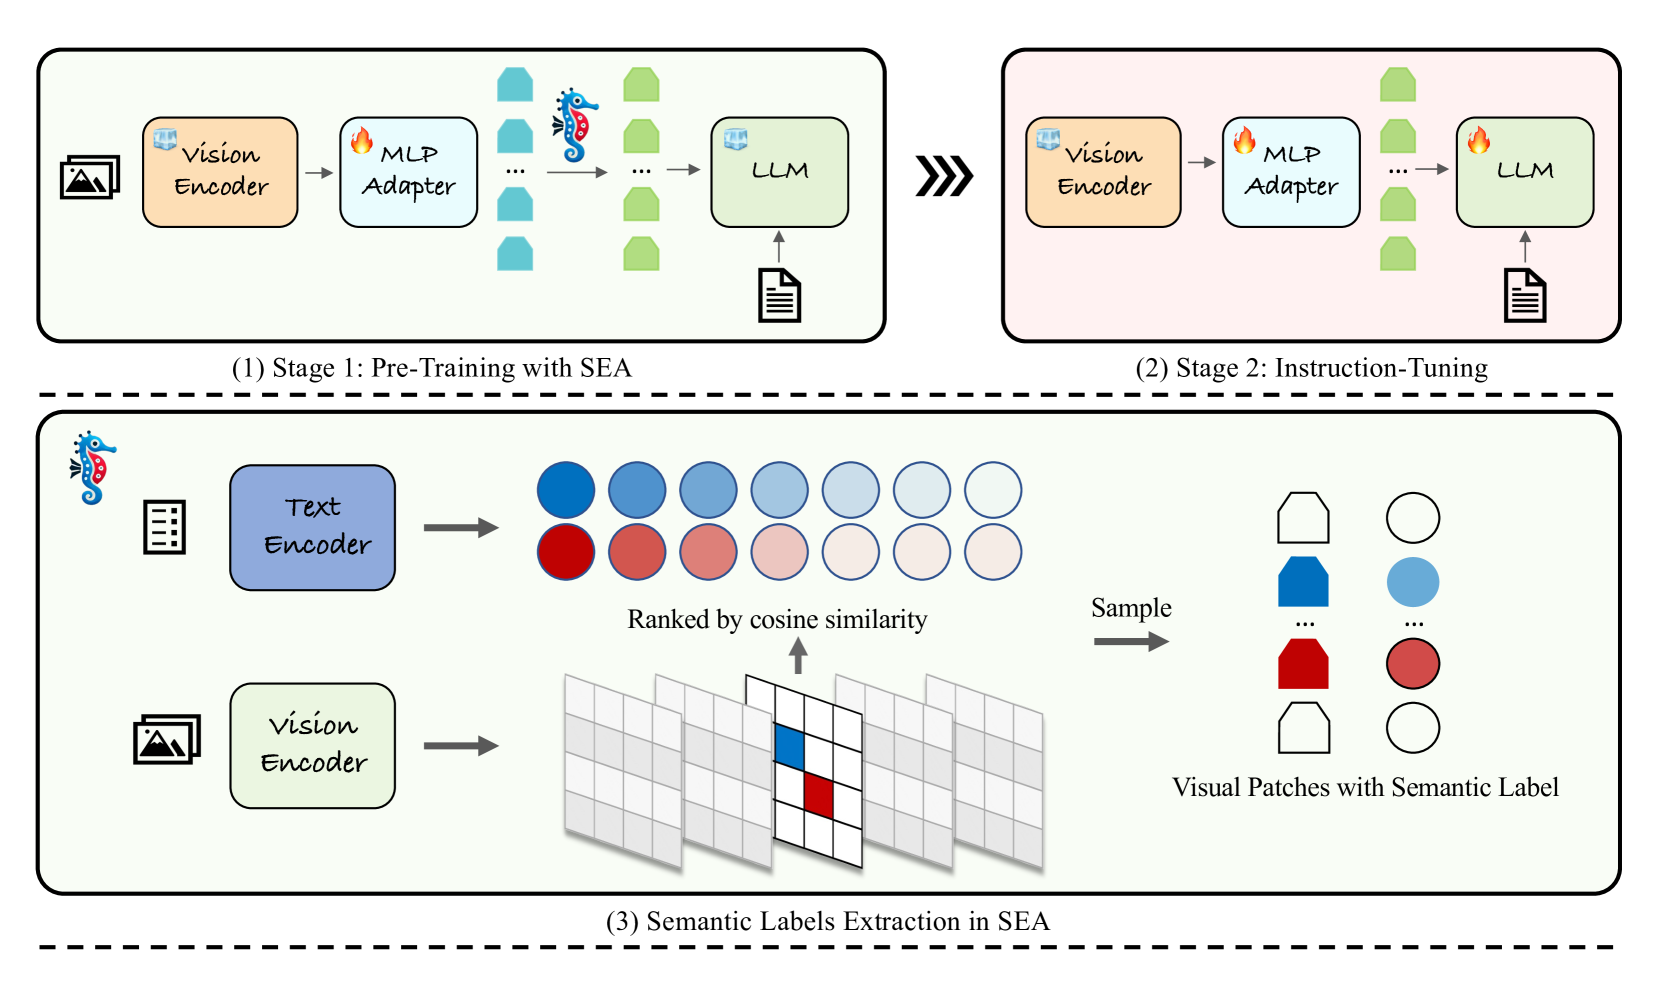 Vision
Encoder
MLP
Adapter
...
...
LLM
Vision
Encoder
MLP
Adapter
...
LLM
(1) Stage 1: Pre-Training with SEA
(2) Stage 2: Instruction-Tuning
Text
Encoder
Ranked by cosine similarity
Sample
...
...
Vision
Encoder
Visual Patches with Semantic Label
(3) Semantic Labels Extraction in SEA